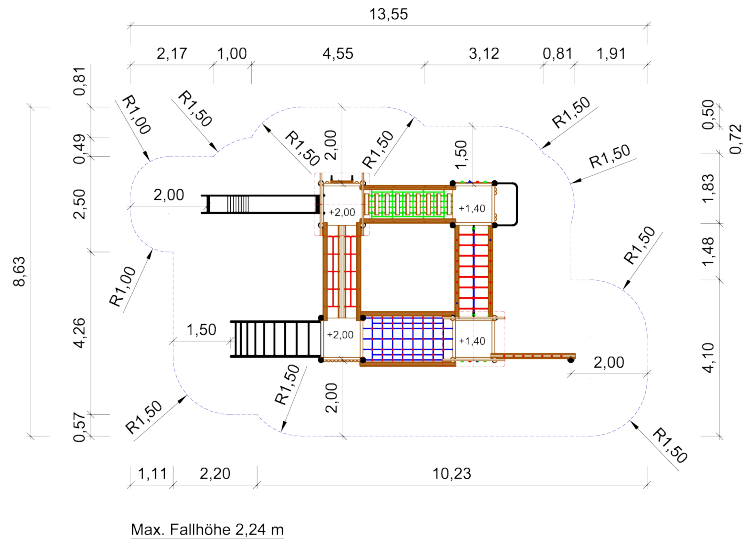 13,55
2,17 1,00 4,55 3,12 0,81 1,91
0,81
0,49
2,50
4,26
0,57
8,63
R1,00
R1,50
R1,50
2,00
R1,50
1,50
R1,50
R1,50
0,50
0,72
1,83
1,48
4,10
2,00
+2,00
+1,40
R1,00
R1,50
1,50
+2,00
+1,40
R1,50
2,00
2,00
R1,50
R1,50
1,11 2,20 10,23
Max. Fallhöhe 2,24 m